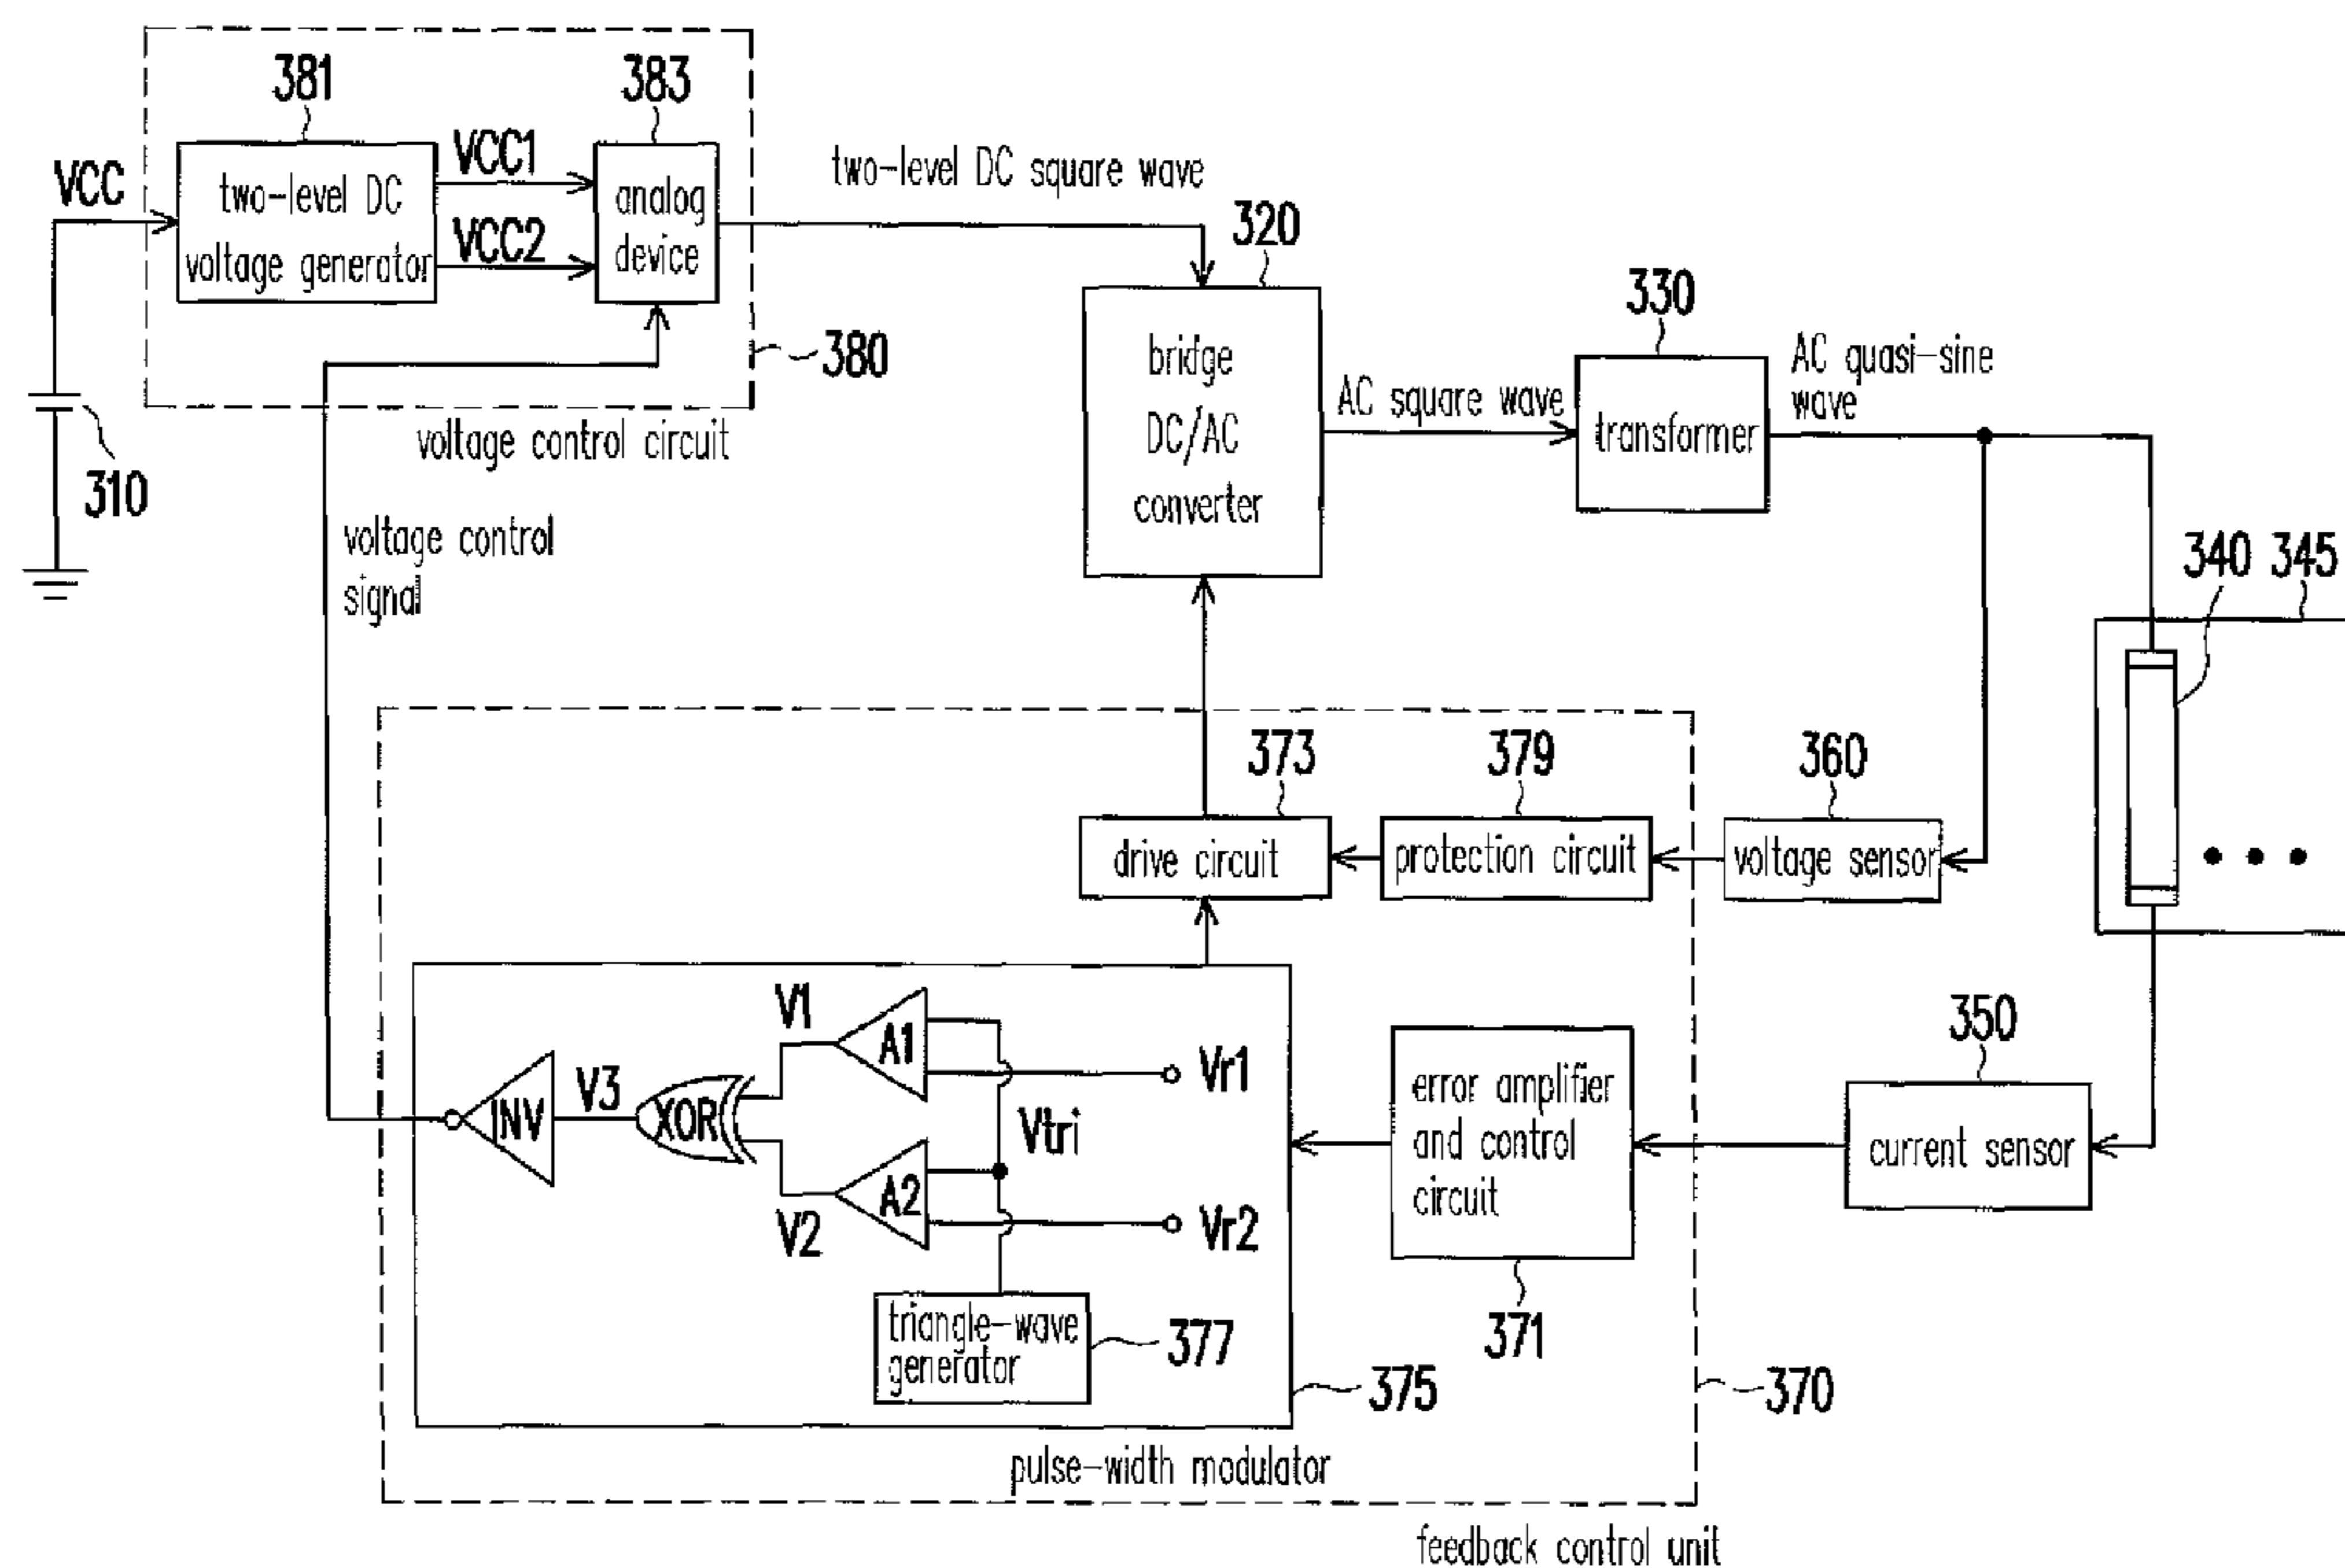 381
383
VCC
two-level DC
voltage generator
VCC1
VCC2
analog
device
two-level DC square wave
380
voltage control circuit
310
voltage control
signal
320
bridge
DC/AC
converter
AC square wave
330
transformer
AC quasi-sine
wave
340
345
373
drive circuit
379
protection circuit
360
voltage sensor
350
current sensor
error amplifier
and control
circuit
371
V1
A1
Vr1
INV
V3
XOR
Vtri
V2
A2
Vr2
triangle-wave
generator
377
375
370
pulse-width modulator
feedback control unit